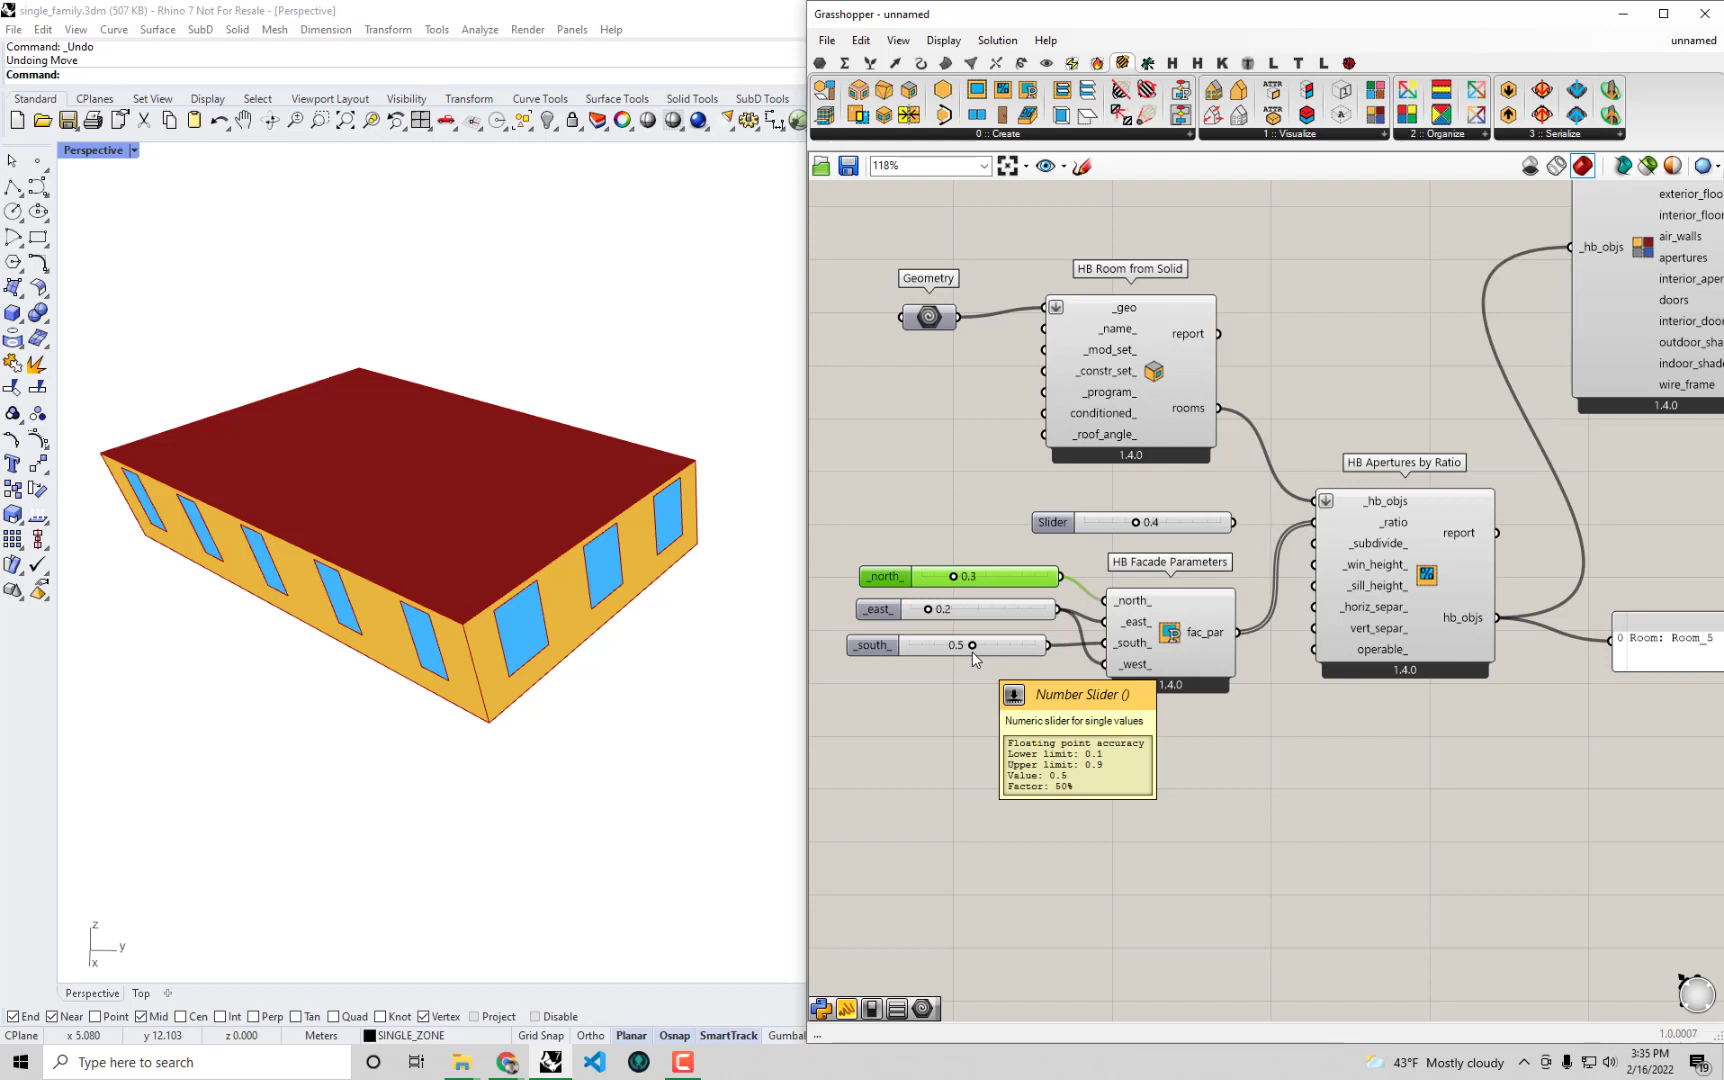 single_family.3dm (507 KB) - Rhino 7 Not For Resale - [Perspective]
File Edit View Curve Surface SubD Solid Mesh Dimension Transform Tools Analyze Render Panels Help
Command: _Undo
Undoing Move
Command:
Standard CPlanes Set View Display Select Viewport Layout Visibility Transform Curve Tools Surface Tools Solid Tools SubD Tools
Perspective
z
y
x
Perspective Top
End Near Point Mid Cen Int Perp Tan Quad Knot Vertex Project Disable
CPlane x 5.080 y 12.103 z 0.000 Meters SINGLE_ZONE Grid Snap Ortho Planar Osnap SmartTrack Gumba
Grasshopper - unnamed
File Edit View Display Solution Help unnamed
H H K L T L
ATTR
ATTR
0 :: Create 1 :: Visualize 2 :: Organize 3 :: Serialize
118%
Geometry
HB Room from Solid
_geo
_name_
_mod_set_
_constr_set_
_program_
conditioned_
_roof_angle_
report
rooms
1.4.0
_hb_objs
exterior_floo
interior_floor
air_walls
apertures
interior_aper
doors
interior_doo
outdoor_sha
indoor_shade
wire_frame
1.4.0
Slider 0.4
_north_ 0.3
_east_ 0.2
_south_ 0.5
HB Facade Parameters
_north_
_east_
_south_
_west_
fac_par
1.4.0
HB Apertures by Ratio
_hb_objs
_ratio
_subdivide_
_win_height_
_sill_height_
_horiz_separ_
vert_separ_
operable_
report
hb_objs
1.4.0
0 Room: Room_5
Number Slider ()
Numeric slider for single values
Floating point accuracy
Lower limit: 0.1
Upper limit: 0.9
Value: 0.5
Factor: 50%
... 1.0.0007
Type here to search
43°F Mostly cloudy
3:35 PM
2/16/2022
19